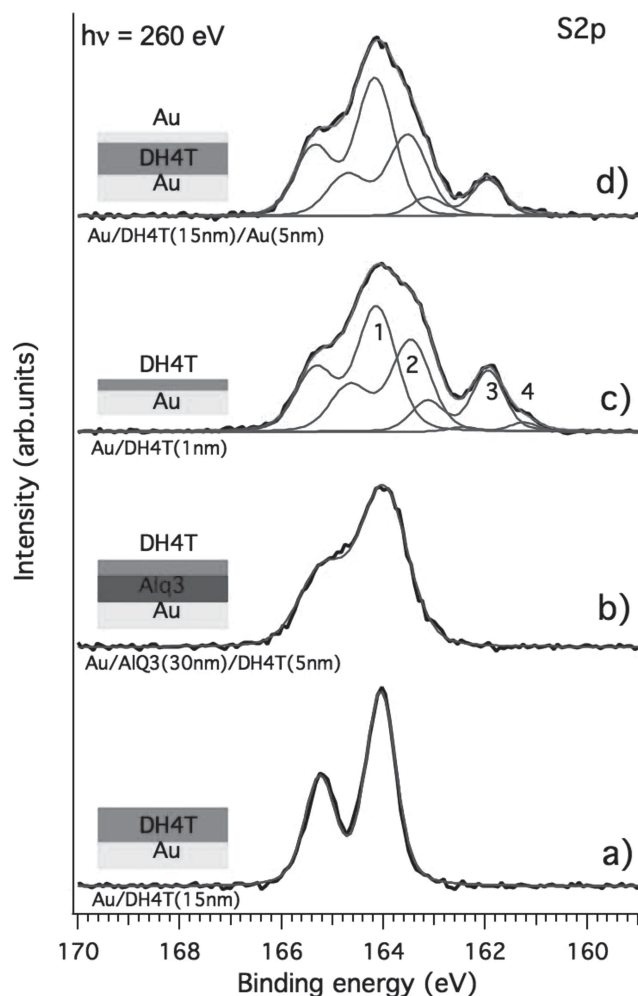 hν = 260 eV
S2p
Au
DH4T
Au
d)
Au/DH4T(15nm)/Au(5nm)
1
2
3
4
DH4T
Au
c)
Au/DH4T(1nm)
DH4T
Alq3
Au
b)
Au/AlQ3(30nm)/DH4T(5nm)
DH4T
Au
a)
Au/DH4T(15nm)
Intensity (arb.units)
170 168 166 164 162 160
Binding energy (eV)